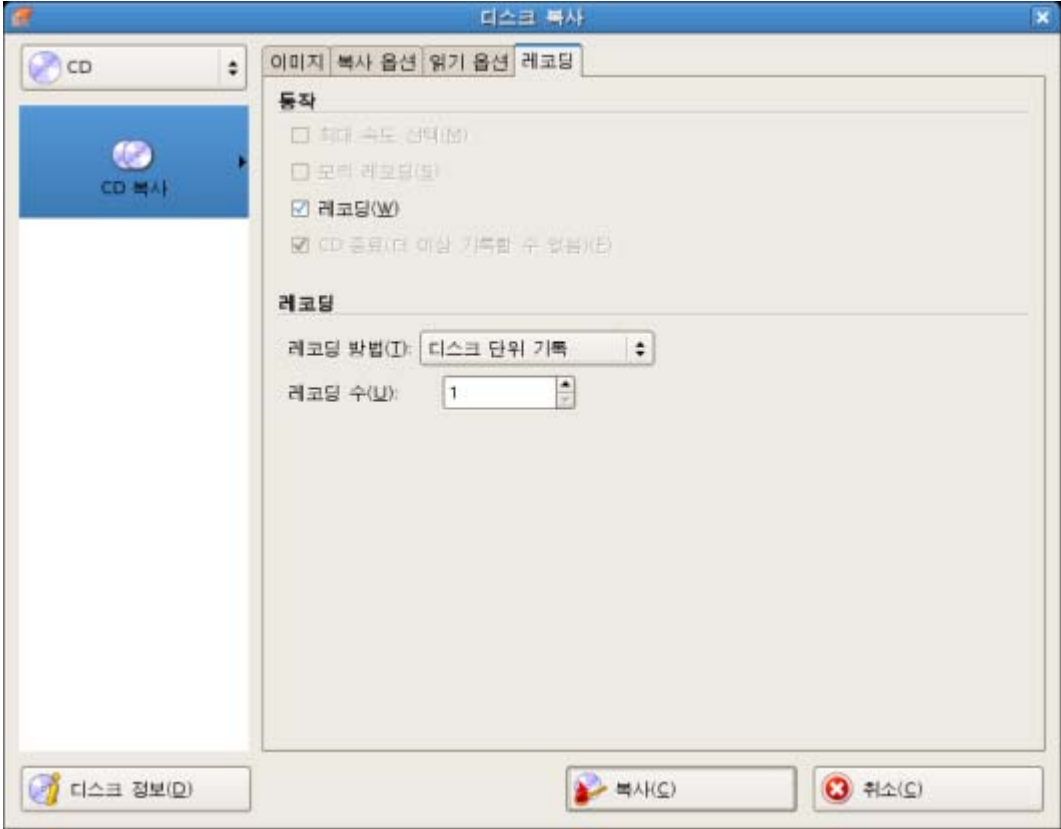 디스크 복사
CD
CD 복사
이미지 복사 옵션 읽기 옵션 레코딩
동작
최대 속도 선택(M)
모의 레코딩(S)
레코딩(W)
CD 종료(더 이상 기록할 수 없음)(F)
레코딩
레코딩 방법(T): 디스크 단위 기록
레코딩 수(U): 1
디스크 정보(D)
복사(C)
취소(C)